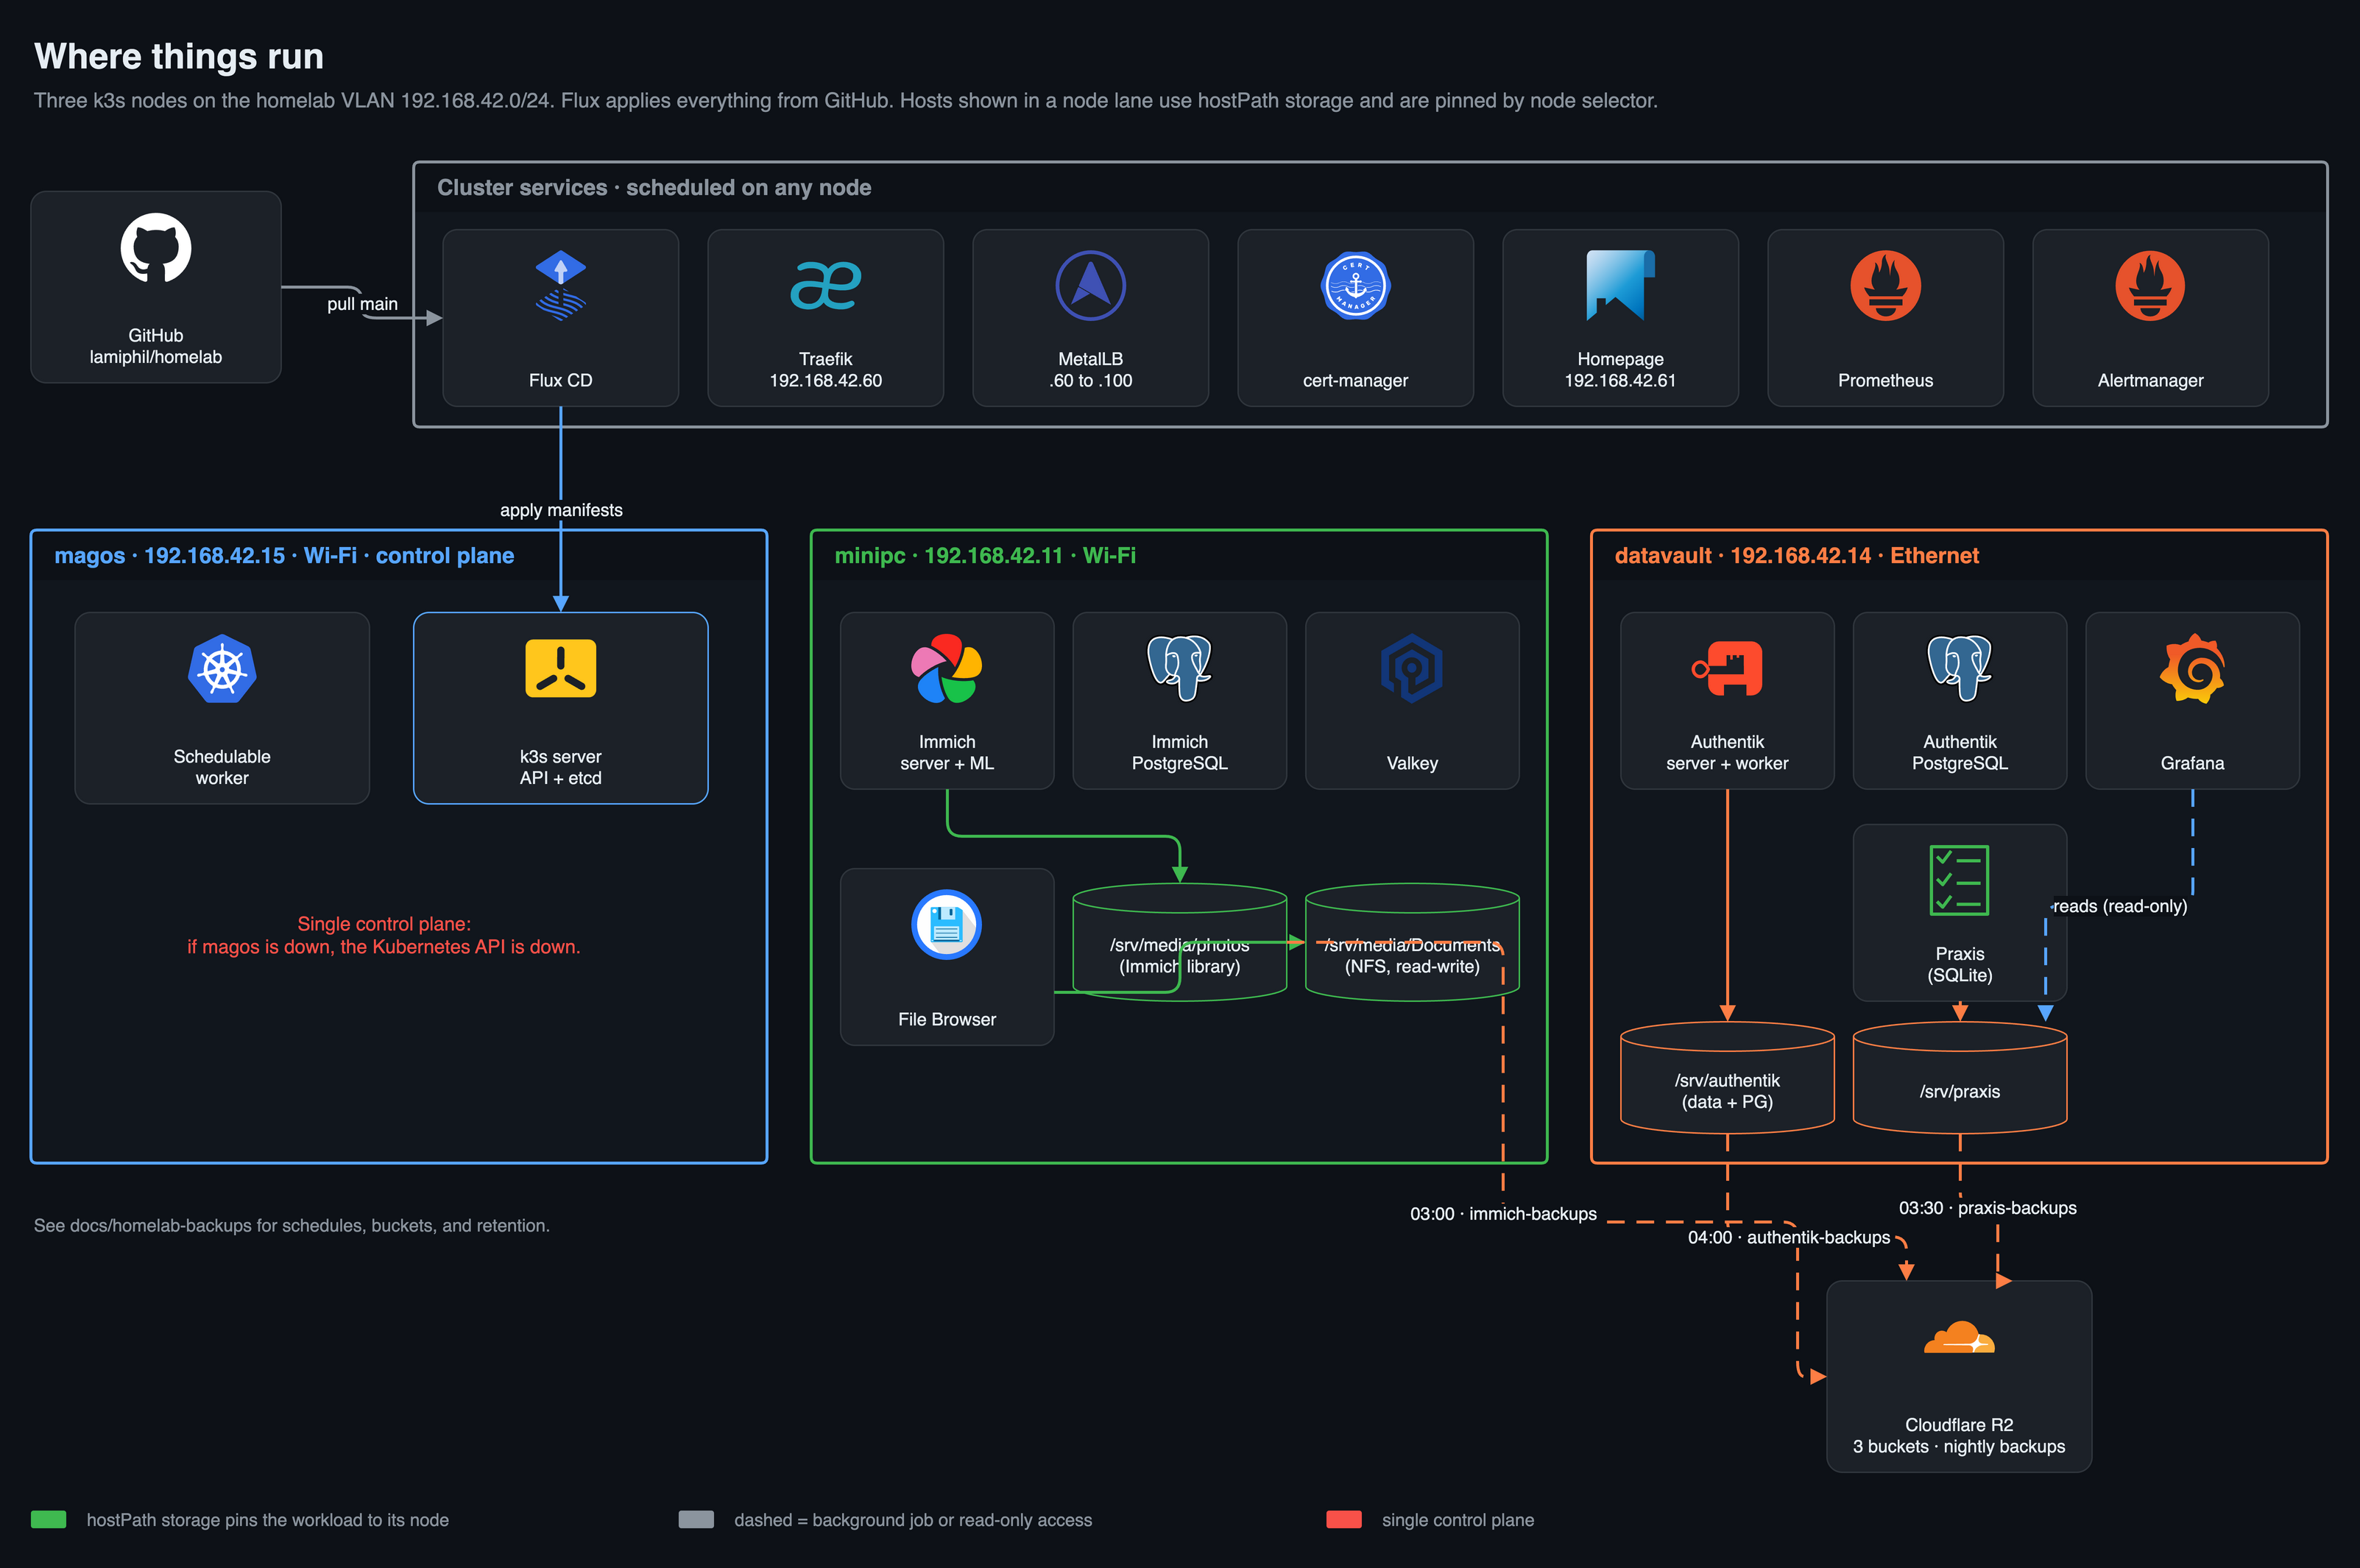 Where things run
Three k3s nodes on the homelab VLAN 192.168.42.0/24. Flux applies everything from GitHub. Hosts shown in a node lane use hostPath storage and are pinned by node selector.
Cluster services · scheduled on any node
GitHub
lamiphil/homelab
pull main
Flux CD
Traefik
192.168.42.60
MetalLB
.60 to .100
CERT
MANAGER
cert-manager
Homepage
192.168.42.61
Prometheus
Alertmanager
apply manifests
magos · 192.168.42.15 · Wi-Fi · control plane
Schedulable
worker
k3s server
API + etcd
Single control plane:
if magos is down, the Kubernetes API is down.
minipc · 192.168.42.11 · Wi-Fi
Immich
server + ML
Immich
PostgreSQL
Valkey
File Browser
/srv/media/photos
(Immich library)
/srv/media/Documents
(NFS, read-write)
datavault · 192.168.42.14 · Ethernet
Authentik
server + worker
Authentik
PostgreSQL
Grafana
Praxis
(SQLite)
reads (read-only)
/srv/authentik
(data + PG)
/srv/praxis
See docs/homelab-backups for schedules, buckets, and retention.
03:00 · immich-backups
04:00 · authentik-backups
03:30 · praxis-backups
Cloudflare R2
3 buckets · nightly backups
hostPath storage pins the workload to its node
dashed = background job or read-only access
single control plane